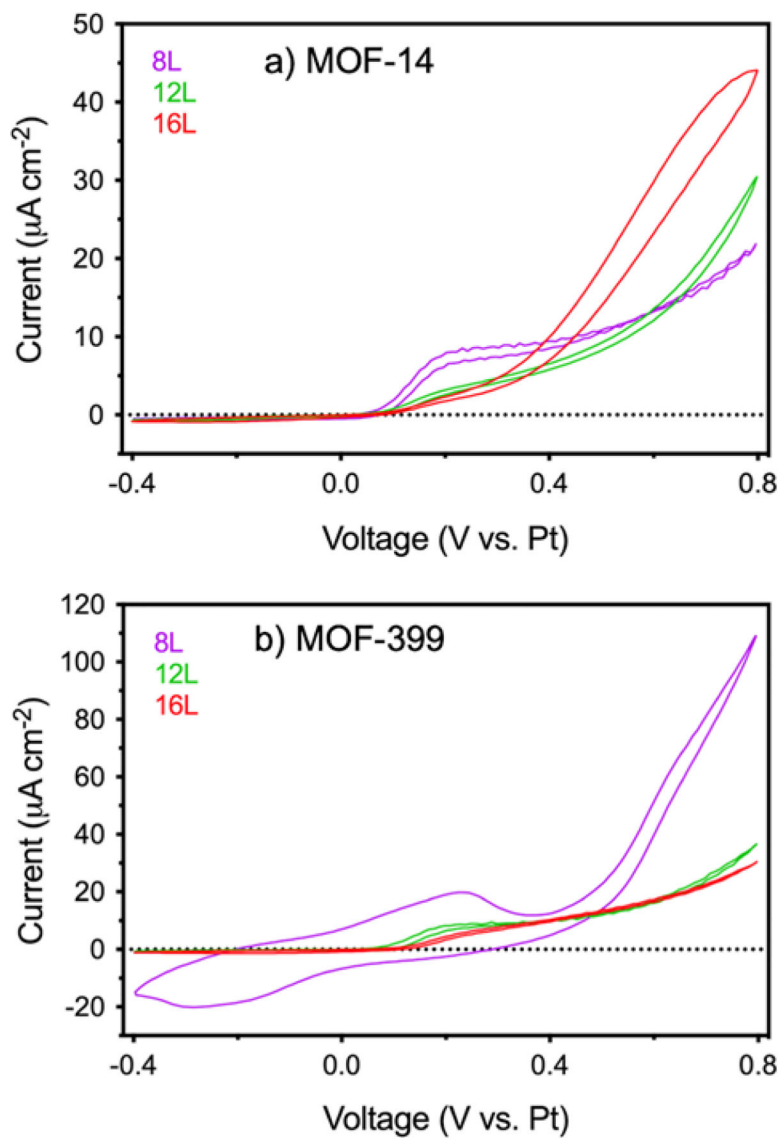 50
40
30
20
10
0
8L
12L
16L
a) MOF-14
Current (μA cm-2)
-0.4
0.0
0.4
0.8
Voltage (V vs. Pt)
120
100
80
60
40
20
0
-20
8L
12L
16L
b) MOF-399
Current (μA cm-2)
-0.4
0.0
0.4
0.8
Voltage (V vs. Pt)